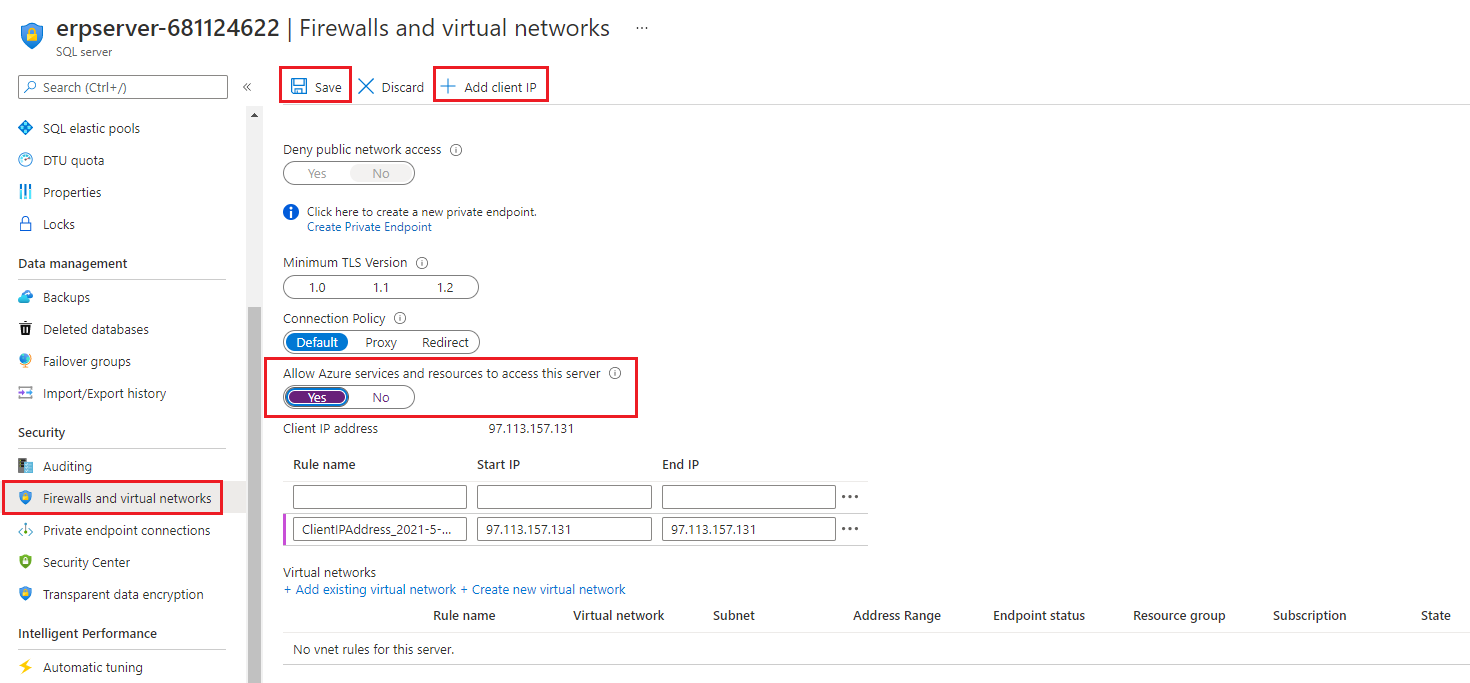 erpserver-681124622 | Firewalls and virtual networks ...
SQL server
Search (Ctrl+/)
«
SQL elastic pools
DTU quota
Properties
Locks
Data management
Backups
Deleted databases
Failover groups
Import/Export history
Security
Auditing
Firewalls and virtual networks
Private endpoint connections
Security Center
Transparent data encryption
Intelligent Performance
Automatic tuning
Save Discard + Add client IP
Deny public network access
Yes No
Click here to create a new private endpoint.
Create Private Endpoint
Minimum TLS Version
1.0 1.1 1.2
Connection Policy
Default Proxy Redirect
Allow Azure services and resources to access this server
Yes No
Client IP address 97.113.157.131
Rule name Start IP End IP
...
ClientIPAddress_2021-5-... 97.113.157.131 97.113.157.131 ...
Virtual networks
+ Add existing virtual network + Create new virtual network
Rule name Virtual network Subnet Address Range Endpoint status Resource group Subscription State
No vnet rules for this server.